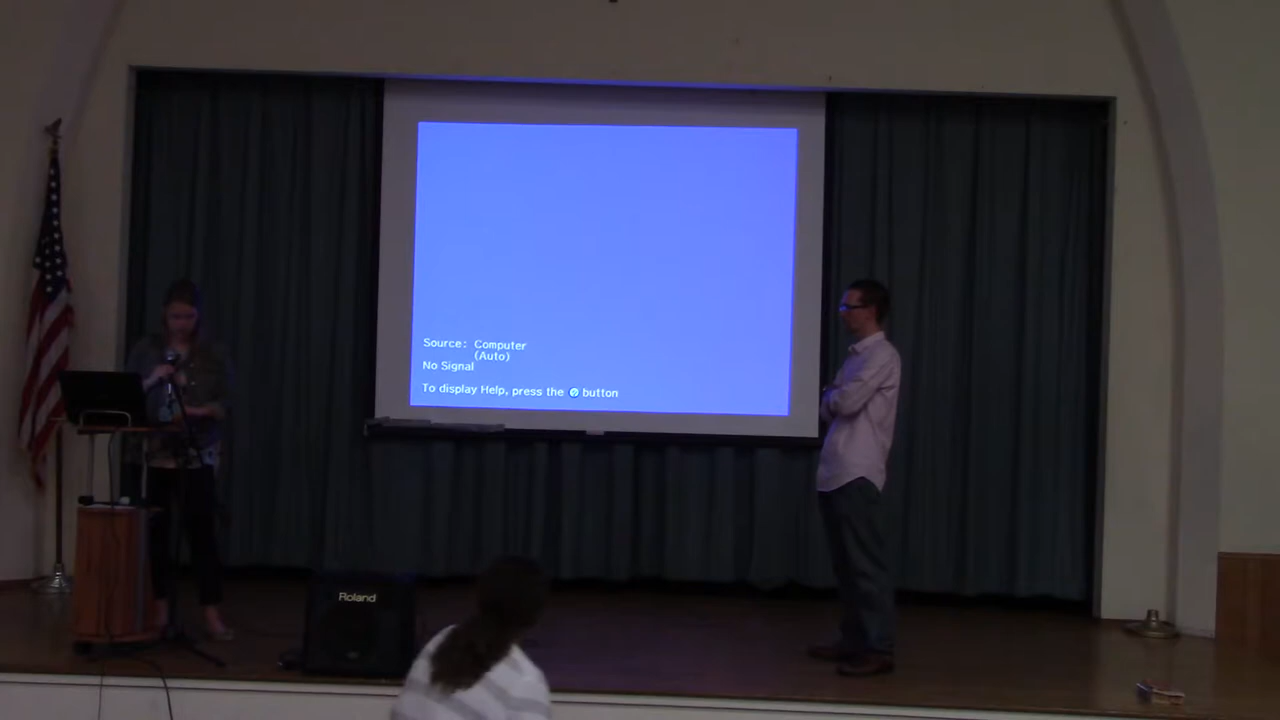 Source: Computer
(Auto)
No Signal
To display Help, press the button
Roland